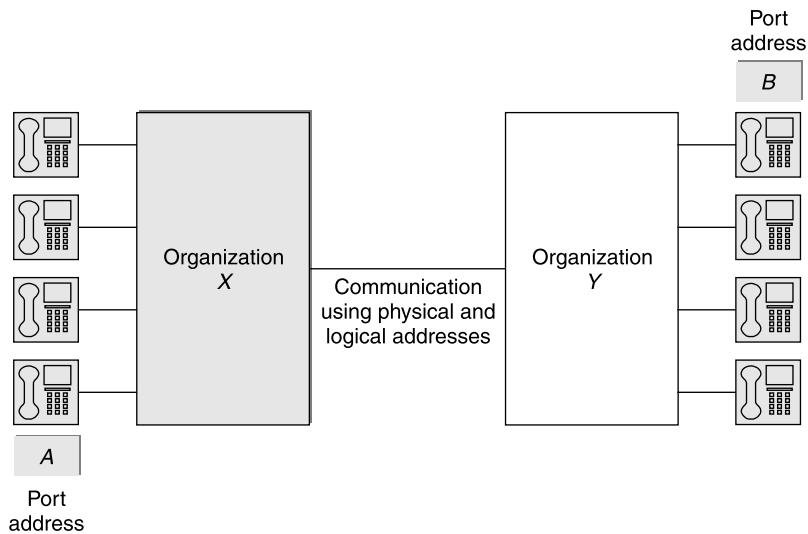 Port
address
B
Organization
X
Communication
using physical and
logical addresses
Organization
Y
A
Port
address